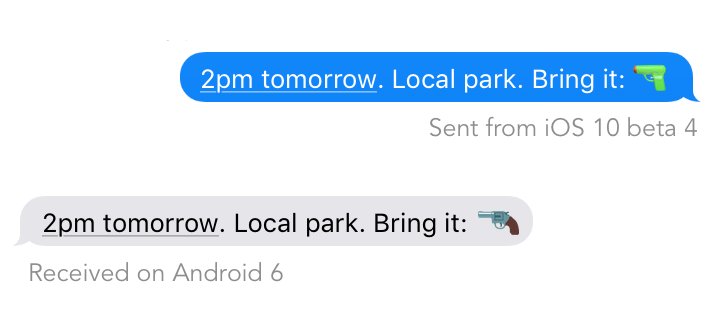 2pm tomorrow. Local park. Bring it: 🔫
Sent from iOS 10 beta 4
2pm tomorrow. Local park. Bring it: 🔫
Received on Android 6